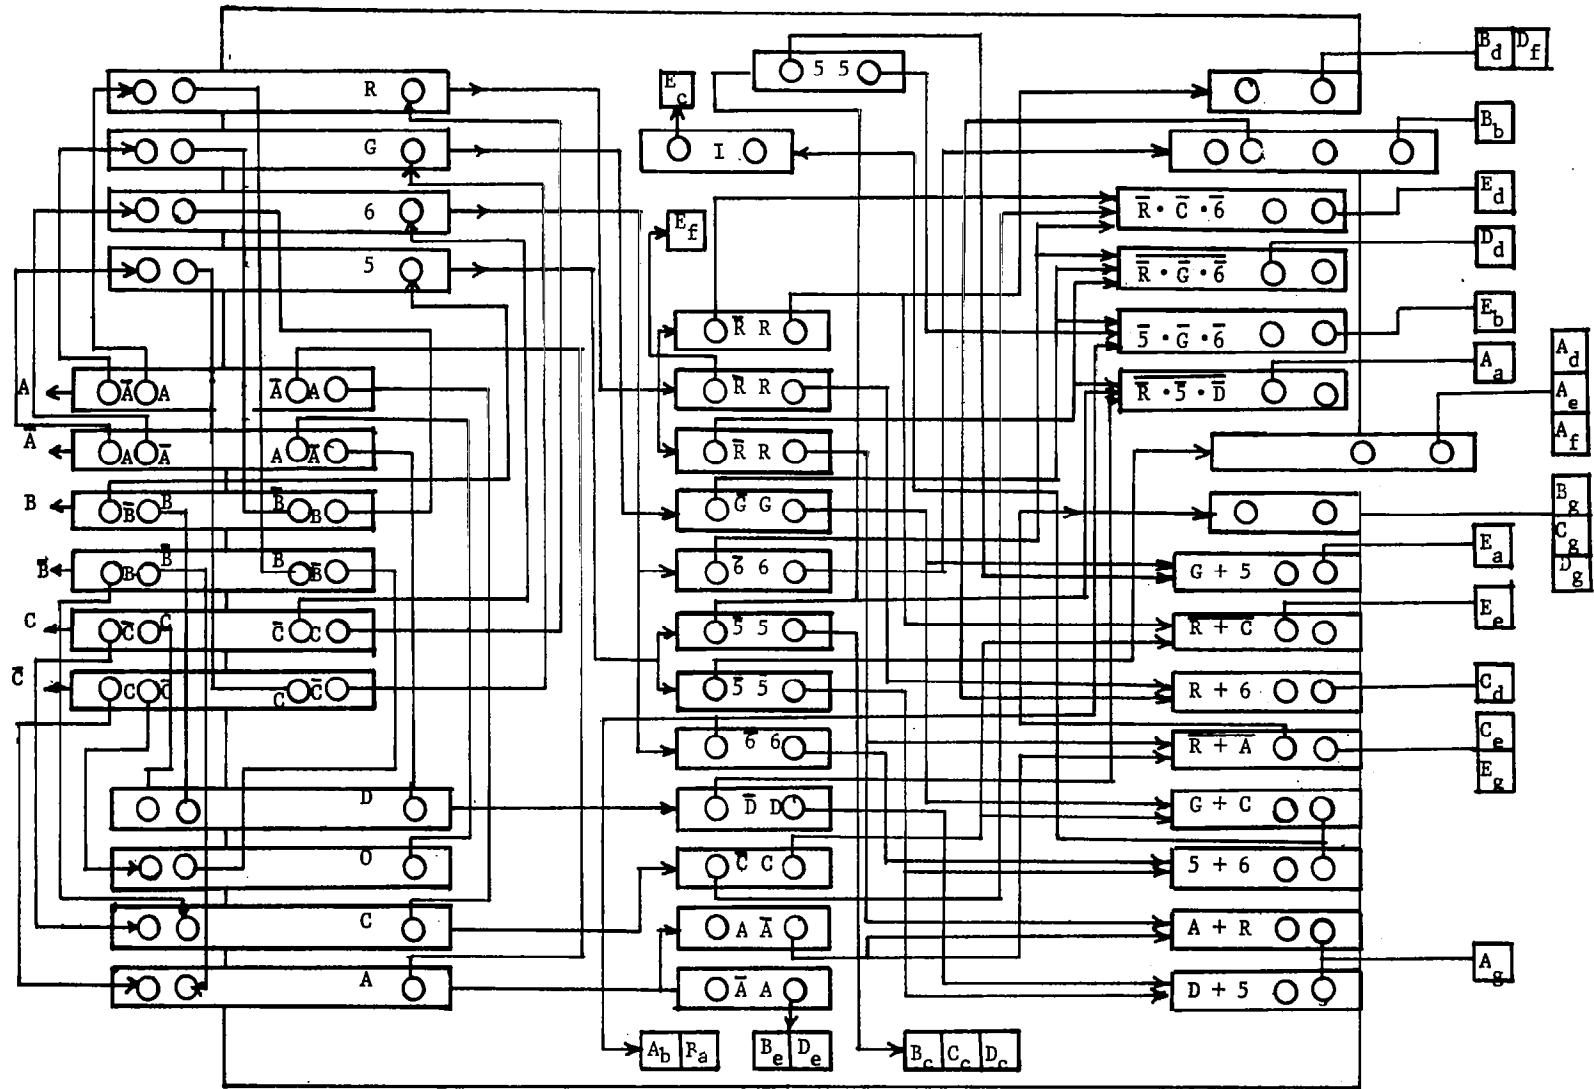 R
G
6
5
A
Ā A
Ā A
Ā
A Ā
A Ā
B
B̄ B
B̄ B
B̄
B B̄
B B̄
C
C̄ C
C̄ C
C̄
C C̄
C C̄
D
O
C
A
5 5
E_c
I
E_f
R̄ R
R̄ R
R̄ R
Ḡ G
6̄ 6
5̄ 5
5̄ 5
6̄ 6
D̄ D
C̄ C
A Ā
Ā A
A_b
B_e D_e
B_c C_c D_c
B_d D_f
B_b
R̄ · C̄ · 6̄ E_d
R̄ · Ḡ · 6̄ D_d
5̄ · Ḡ · 6̄ E_b
R̄ · 5̄ · D̄ A_a
A_d
A_e
A_f
B_g
C_g
D_g
G + 5 E_a
R + C E_e
R + 6 C_d
R + A C_e
E_g
G + C
5 + 6
A + R
A_g
D + 5